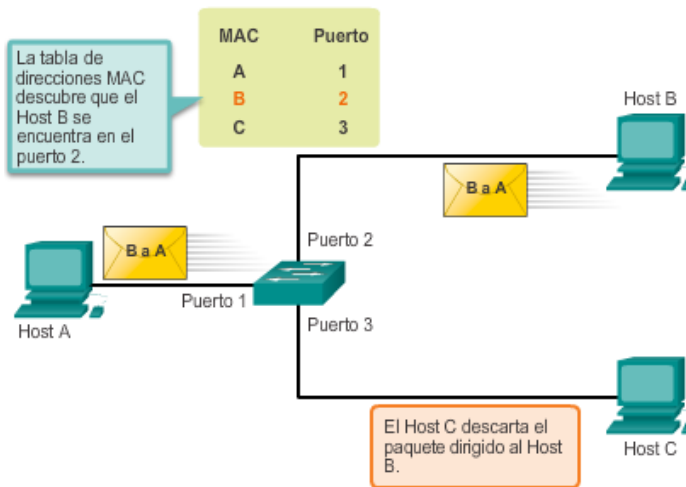 MAC Puerto
A 1
B 2
C 3
La tabla de
direcciones MAC
descubre que el
Host B se
encuentra en el
puerto 2.
Host B
B a A
B a A
Puerto 2
Puerto 1
Host A
Puerto 3
El Host C descarta el
paquete dirigido al Host
B.
Host C